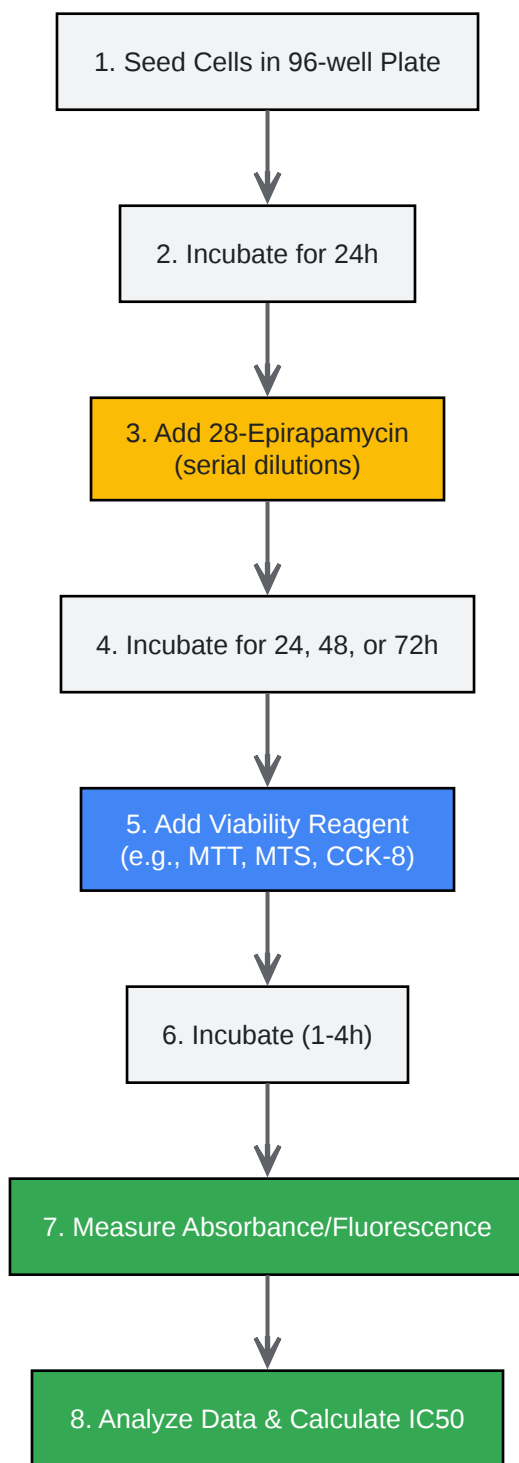 1. Seed Cells in 96-well Plate
2. Incubate for 24h
3. Add 28-Epirapamycin
(serial dilutions)
4. Incubate for 24, 48, or 72h
5. Add Viability Reagent
(e.g., MTT, MTS, CCK-8)
6. Incubate (1-4h)
7. Measure Absorbance/Fluorescence
8. Analyze Data & Calculate IC50